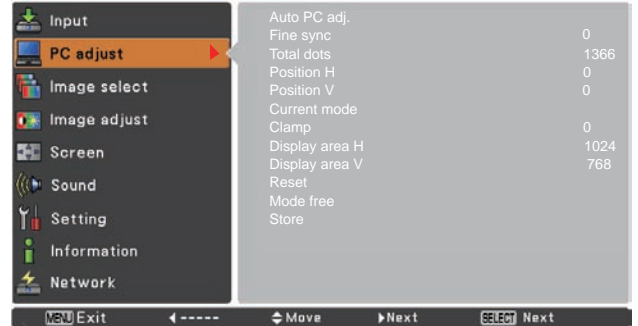 Input
PC adjust
Image select
Image adjust
Screen
Sound
Setting
Information
Network
Auto PC adj.
Fine sync 0
Total dots 1366
Position H 0
Position V 0
Current mode
Clamp 0
Display area H 1024
Display area V 768
Reset
Mode free
Store
MENU Exit ----- Move Next SELECT Next